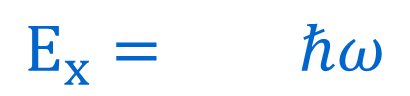 Eₓ =      ℏω